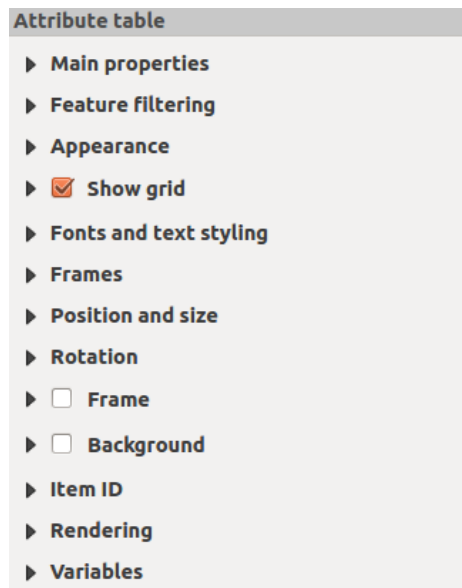 Attribute table
Main properties
Feature filtering
Appearance
Show grid
Fonts and text styling
Frames
Position and size
Rotation
Frame
Background
Item ID
Rendering
Variables